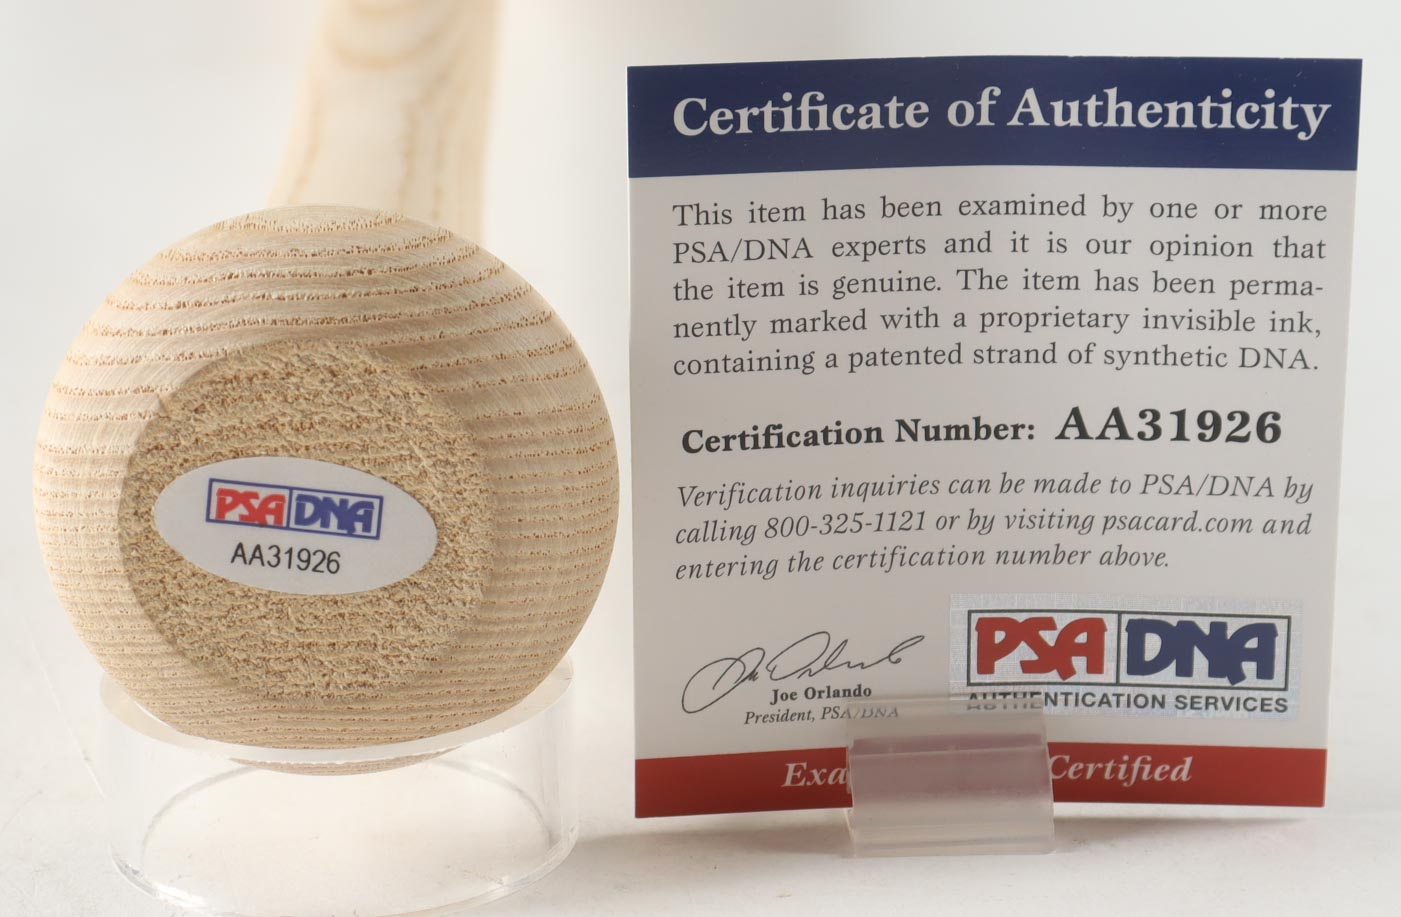 PSA DNA
AA31926
Certificate of Authenticity
This item has been examined by one or more
PSA/DNA experts and it is our opinion that
the item is genuine. The item has been perma-
nently marked with a proprietary invisible ink,
containing a patented strand of synthetic DNA.
Certification Number: AA31926
Verification inquiries can be made to PSA/DNA by
calling 800-325-1121 or by visiting psacard.com and
entering the certification number above.
Joe Orlando
President, PSA/DNA
PSA DNA
AUTHENTICATION SERVICES
Certified